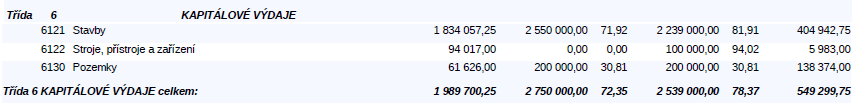 Třída 6 KAPITÁLOVÉ VÝDAJE
6121 Stavby 1 834 057,25 2 550 000,00 71,92 2 239 000,00 81,91 404 942,75
6122 Stroje, přístroje a zařízení 94 017,00 0,00 0,00 100 000,00 94,02 5 983,00
6130 Pozemky 61 626,00 200 000,00 30,81 200 000,00 30,81 138 374,00
Třída 6 KAPITÁLOVÉ VÝDAJE celkem: 1 989 700,25 2 750 000,00 72,35 2 539 000,00 78,37 549 299,75